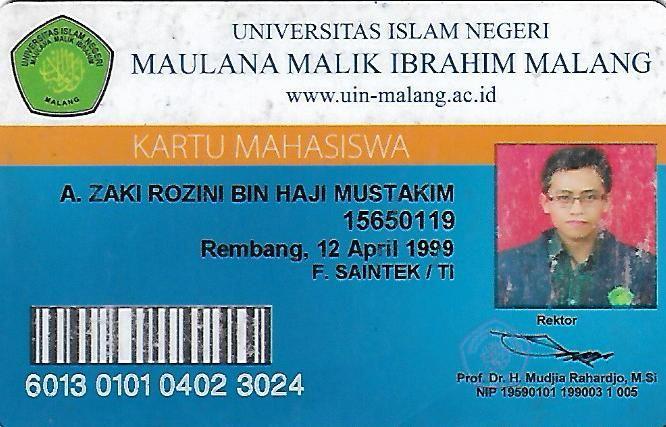 UNIVERSITAS ISLAM NEGERI
MAULANA MALIK IBRAHIM
MALANG
UNIVERSITAS ISLAM NEGERI
MAULANA MALIK IBRAHIM MALANG
www.uin-malang.ac.id
KARTU MAHASISWA
A. ZAKI ROZINI BIN HAJI MUSTAKIM
15650119
Rembang, 12 April 1999
F. SAINTEK / TI
6013 0101 0402 3024
Rektor
Prof. Dr. H. Mudjia Rahardjo, M.Si
NIP 19590101 199003 1 005